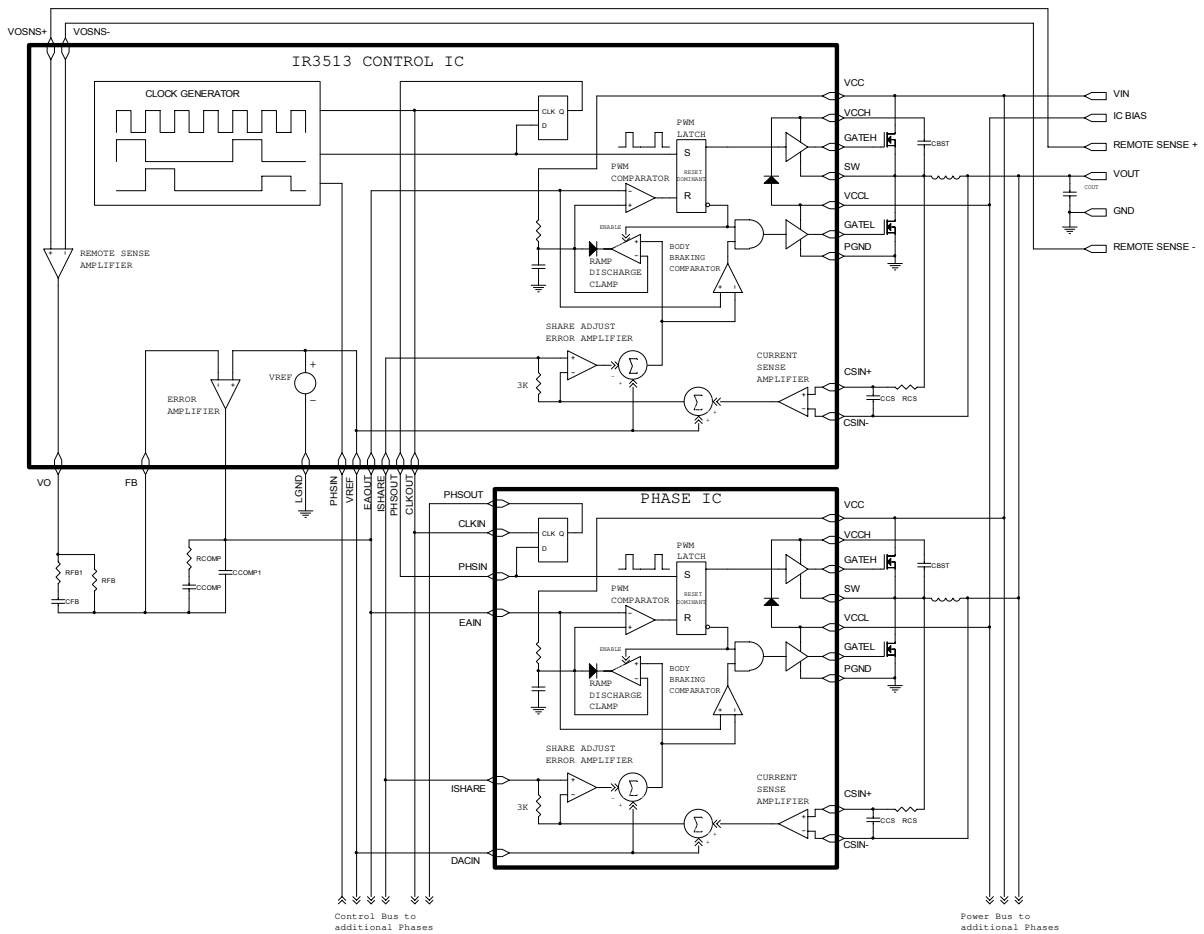 VOSNS+ VOSNS-
IR3513 CONTROL IC
CLOCK GENERATOR
CLK Q
D
PWM
LATCH
S
RESET
DOMINANT
R
PWM
COMPARATOR
ENABLE
RAMP
DISCHARGE
CLAMP
BODY
BRAKING
COMPARATOR
REMOTE SENSE
AMPLIFIER
SHARE ADJUST
ERROR AMPLIFIER
3K
CURRENT
SENSE
AMPLIFIER
VREF
ERROR
AMPLIFIER
VCC
VCCH
GATEH
SW
VCCL
GATEL
PGND
CSIN+
CSIN-
CBST
CCS RCS
VIN
IC BIAS
REMOTE SENSE +
VOUT
COUT
GND
REMOTE SENSE -
VO
FB
LGND
PHSIN
VREF
EAOUT
ISHARE
PHSOUT
CLKOUT
RFB1
RFB
CFB
RCOMP
CCOMP
CCOMP1
PHASE IC
PHSOUT
CLKIN
PHSIN
EAIN
ISHARE
DACIN
CLK Q
D
PWM
LATCH
S
RESET
DOMINANT
R
PWM
COMPARATOR
ENABLE
RAMP
DISCHARGE
CLAMP
BODY
BRAKING
COMPARATOR
SHARE ADJUST
ERROR AMPLIFIER
3K
CURRENT
SENSE
AMPLIFIER
VCC
VCCH
GATEH
SW
VCCL
GATEL
PGND
CSIN+
CSIN-
CBST
CCS RCS
Control Bus to
additional Phases
Power Bus to
additional Phases